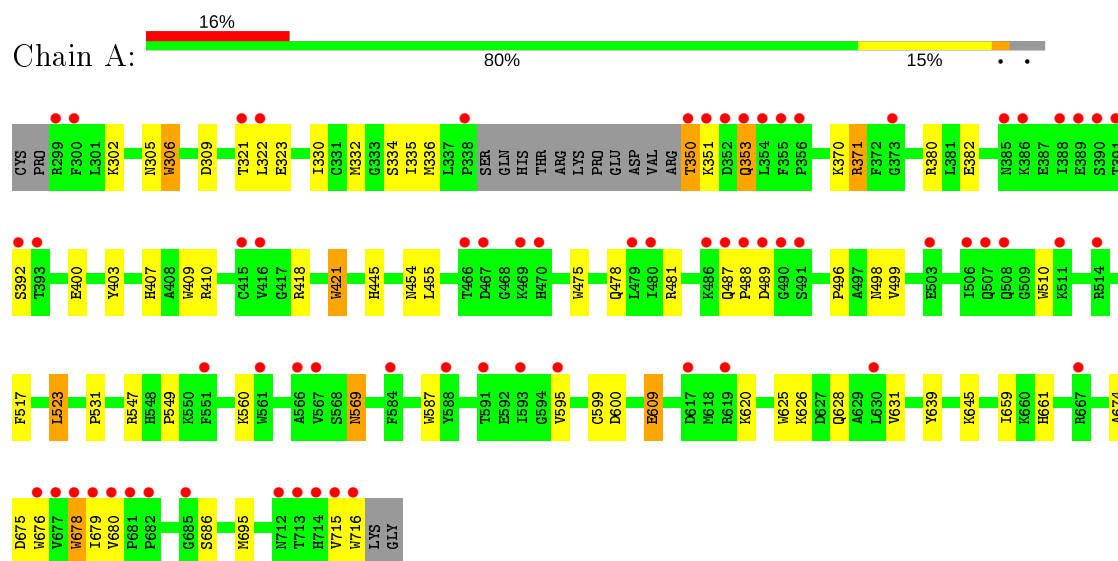 16%
Chain A:
80% 15% • •
CYS PRO R299 F300 L301 K302 N305 W306 D309 T321 L322 E323 I330 C331 M332 G333 S334 I335 M336 L337 P338 SER GLN HIS THR ARG LYS PRO GLU ASP VAL ARG T350 K351 D352 Q353 L354 F355 P356 K370 R371 F372 G373 R380 L381 E382 N385 K386 E387 I388 E389 S390 T391
S392 T393 E400 Y403 H407 A408 W409 R410 C415 V416 G417 R418 W421 H445 N454 L455 T466 D467 G468 K469 H470 W475 Q478 L479 I480 R481 K486 Q487 P488 D489 G490 S491 P496 A497 N498 V499 E503 I506 Q507 Q508 G509 W510 K511 R514
F517 L523 P531 R547 H548 P549 K550 F551 K560 W561 A566 V567 S568 N569 F584 W587 Y588 T591 E592 I593 G594 V595 C599 D600 E609 D617 M618 R619 K620 W625 K626 D627 Q628 A629 L630 V631 Y639 K645 I659 K660 H661 R667 A674
D675 W676 V677 W678 I679 V680 P681 P682 G685 S686 M695 N712 T713 H714 V715 W716 LYS GLY